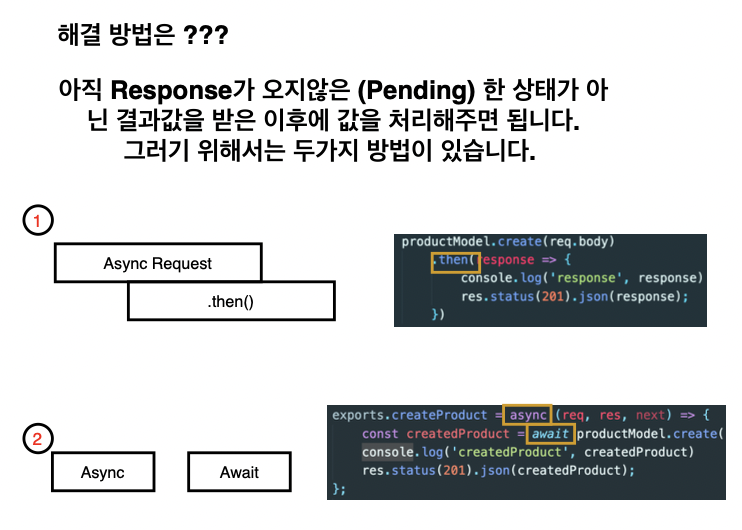 해결 방법은 ???
아직 Response가 오지않은 (Pending) 한 상태가 아
닌 결과값을 받은 이후에 값을 처리해주면 됩니다.
그러기 위해서는 두가지 방법이 있습니다.
1
Async Request
.then()
productModel.create(req.body)
.then(response => {
console.log('response', response)
res.status(201).json(response);
})
2
Async
Await
exports.createProduct = async (req, res, next) => {
const createdProduct = await productModel.create(
console.log('createdProduct', createdProduct)
res.status(201).json(createdProduct);
};